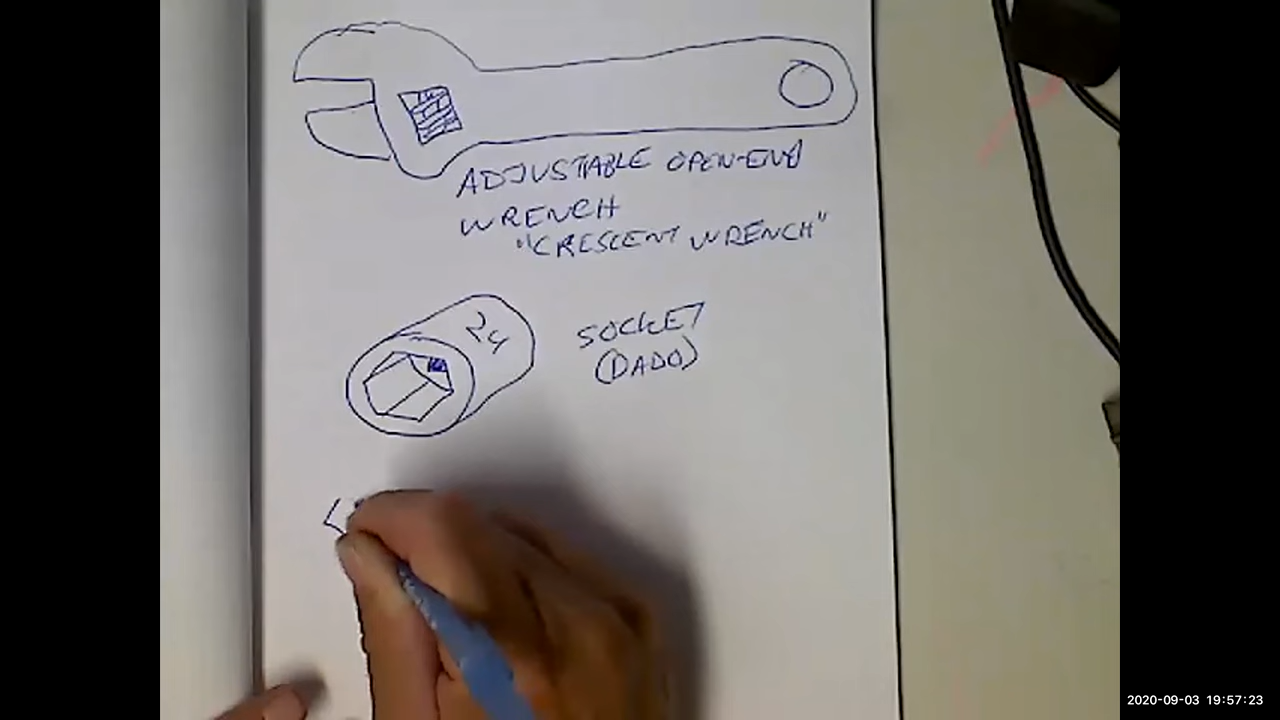 ADJUSTABLE OPEN-END
WRENCH
"CRESCENT WRENCH"
24
SOCKET
(DADO)
2020-09-03 19:57:23